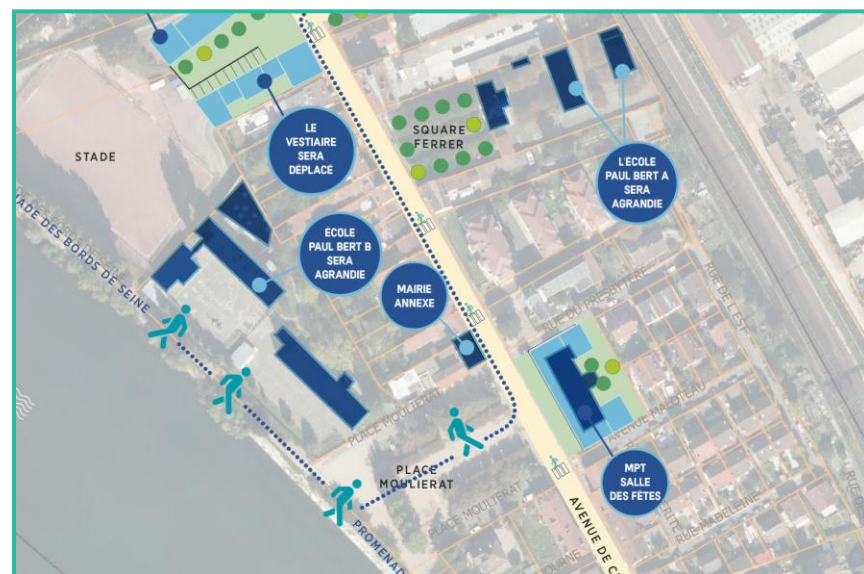 LE
VESTIAIRE
SERA
DÉPLACÉ
STADE
SQUARE
FERRER
L'ÉCOLE
PAUL BERT A
SERA
AGRANDIE
ÉCOLE
PAUL BERT B
SERA
AGRANDIE
MAIRIE
ANNEXE
ADE DES BORDS DE SEINE
RUE DU PRESBYTÈRE
RUE DE L'EST
PLACE MOULIERAT
PLACE
MOULIERAT
PLACE MOULIERAT
PROMENAD
MPT
SALLE
DES FÊTES
RUE MADELEINE
AVENUE DE C